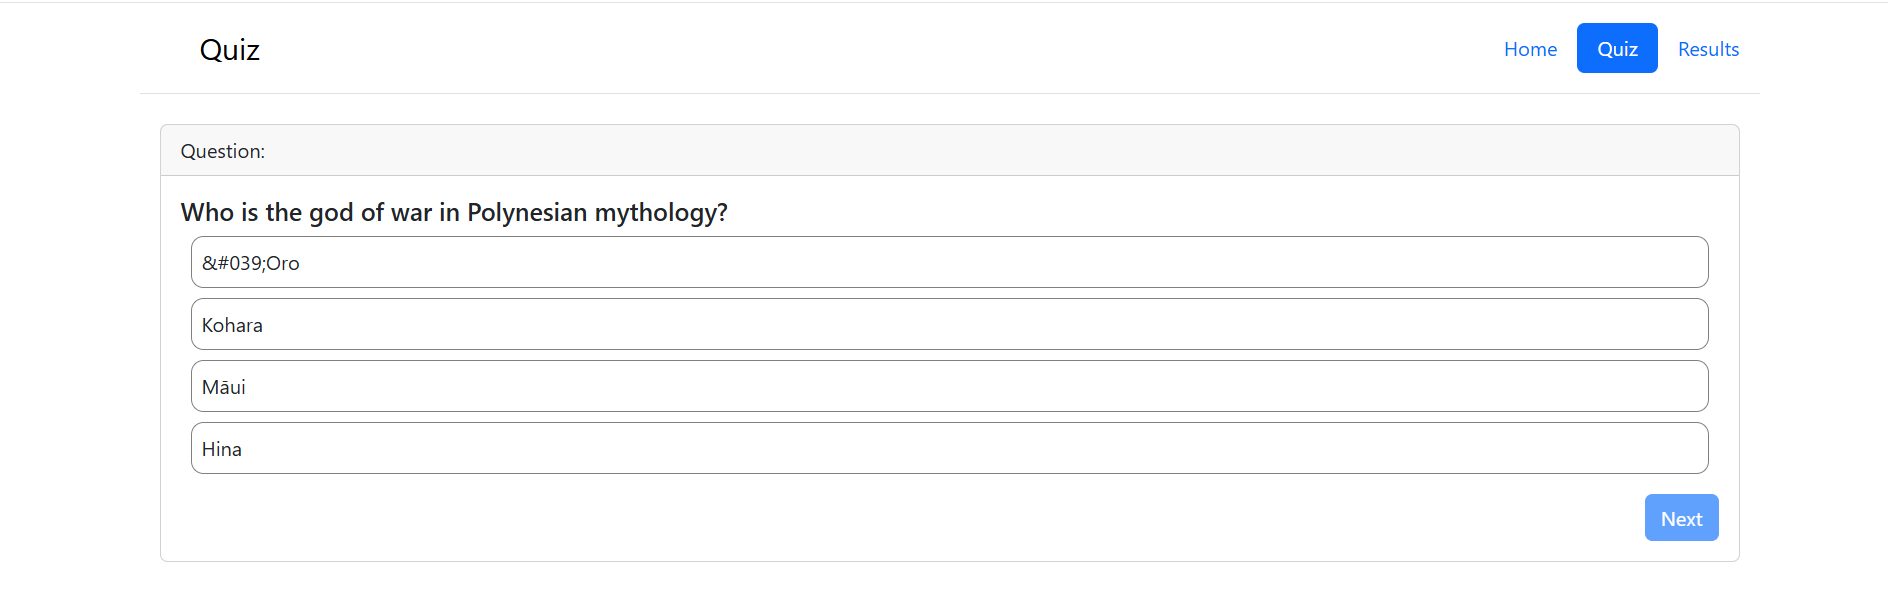 Quiz
Home Quiz Results
Question:
Who is the god of war in Polynesian mythology?
&#039;Oro
Kohara
Māui
Hina
Next